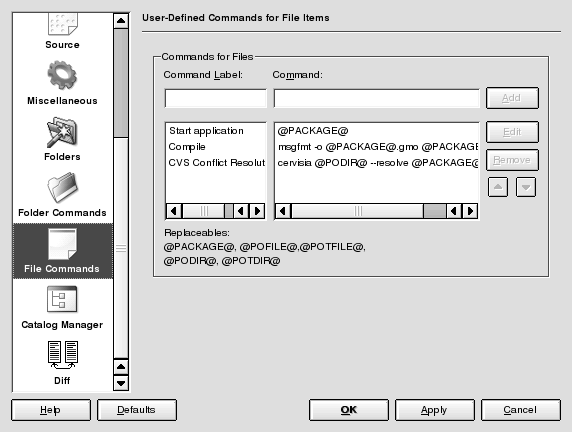 Source
Miscellaneous
Folders
Folder Commands
File Commands
Catalog Manager
Diff
User-Defined Commands for File Items
Commands for Files
Command Label:
Command:
Add
Start application
@PACKAGE@
Edit
Compile
msgfmt -o @PACKAGE@.gmo @PACKAGE
CVS Conflict Resolut
cervisia @PODIR@ --resolve @PACKAGE@
Remove
Replaceables:
@PACKAGE@, @POFILE@,@POTFILE@,
@PODIR@, @POTDIR@
Help
Defaults
OK
Apply
Cancel